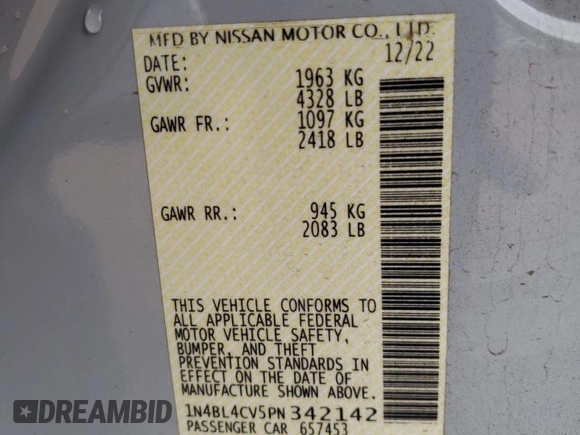 MFD BY NISSAN MOTOR CO., LTD.
DATE: 12/22
GVWR: 1963 KG
4328 LB
GAWR FR.: 1097 KG
2418 LB
GAWR RR.: 945 KG
2083 LB
THIS VEHICLE CONFORMS TO
ALL APPLICABLE FEDERAL
MOTOR VEHICLE SAFETY,
BUMPER, AND THEFT
PREVENTION STANDARDS IN
EFFECT ON THE DATE OF
MANUFACTURE SHOWN ABOVE.
1N4BL4CV5PN342142
PASSENGER CAR 657453
DREAMBID